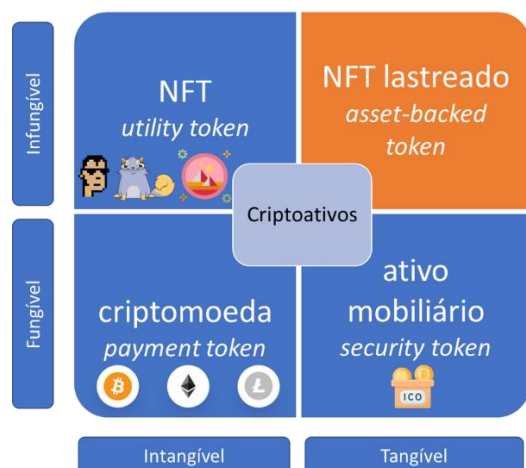 Infungível
NFT
utility token
NFT lastreado
asset-backed
token
Criptoativos
Fungível
criptomoeda
payment token
ativo
mobiliário
security token
ICO
Intangível
Tangível